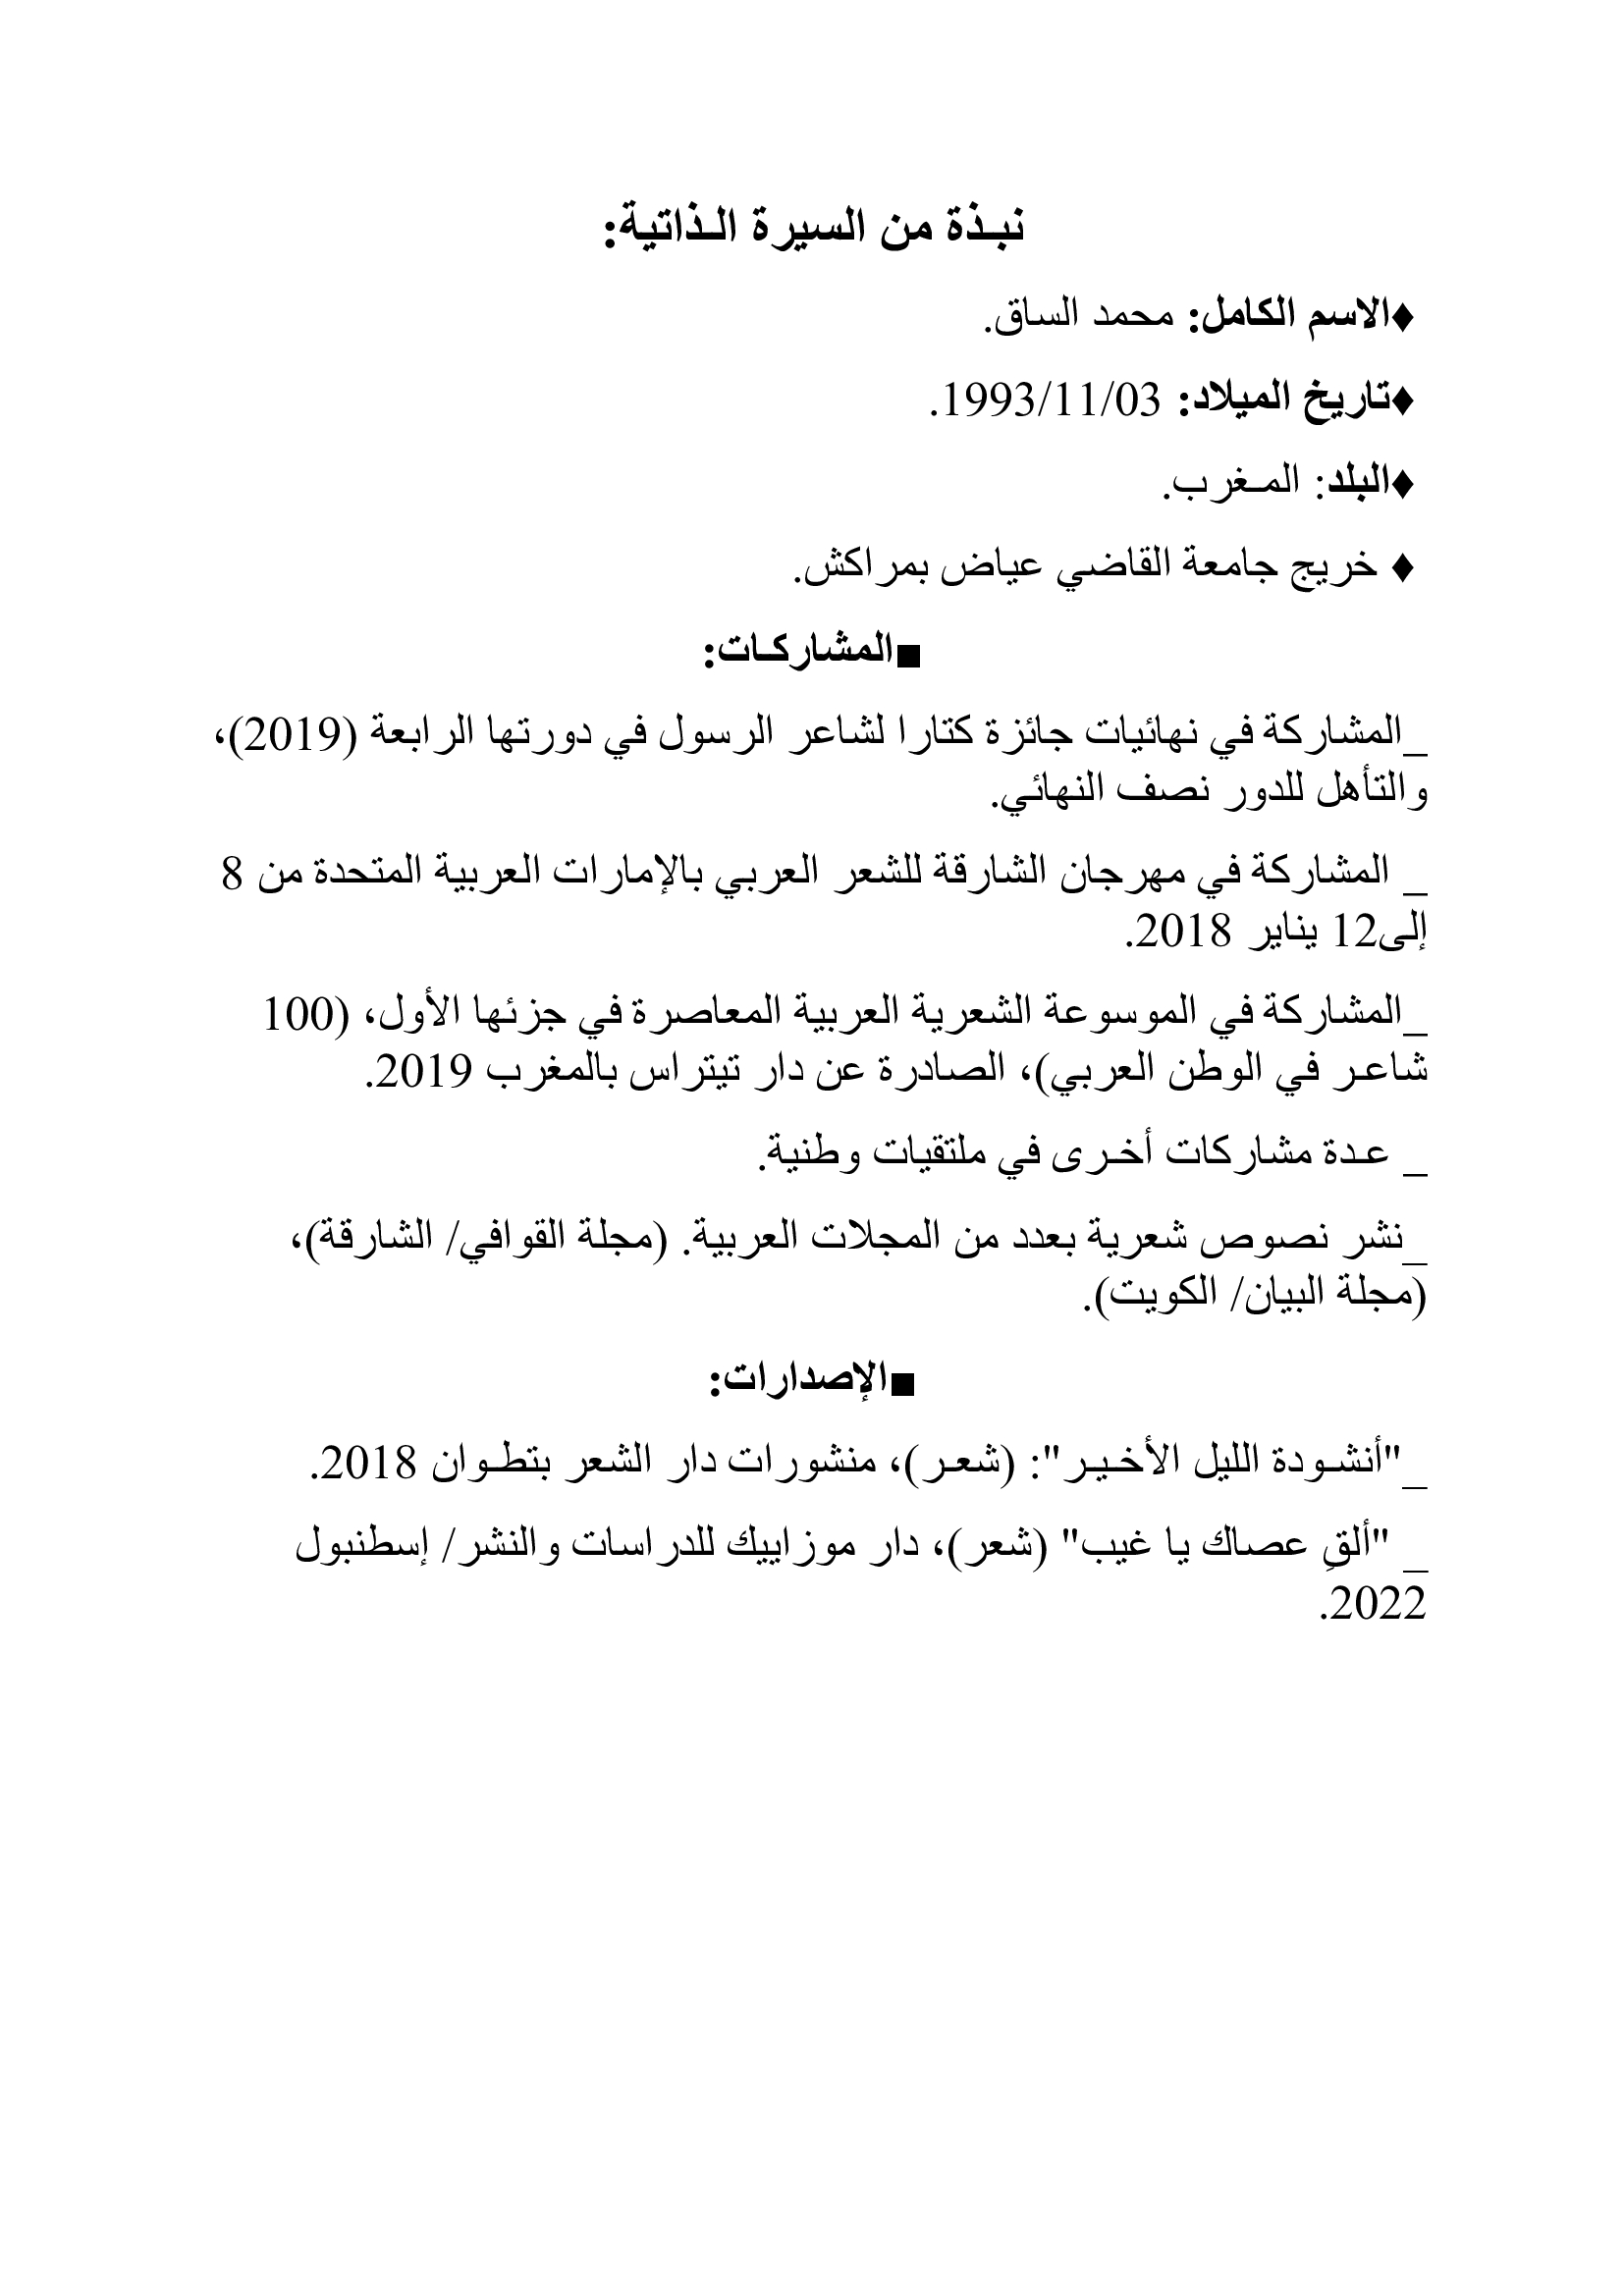 نبـذة من السيرة الـذاتية:
♦الاسم الكامل: محمد الساق.
♦تاريخ الميلاد: 1993/11/03.
♦البلد: المـغرب.
♦ خريج جامعة القاضي عياض بمراكش.
■المشاركـات:
_المشاركة في نهائيات جائزة كتارا لشاعر الرسول في دورتها الرابعة (2019)،
والتأهل للدور نصف النهائي.
_ المشاركة في مهرجان الشارقة للشعر العربي بالإمارات العربية المتحدة من 8
إلى12 يناير 2018.
_المشاركة في الموسوعة الشعرية العربية المعاصرة في جزئها الأول، (100
شاعـر في الوطن العربي)، الصادرة عن دار تيتراس بالمغرب 2019.
_ عـدة مشاركات أخـرى في ملتقيات وطنية.
_نشر نصوص شعرية بعدد من المجلات العربية. (مجلة القوافي/ الشارقة)،
(مجلة البيان/ الكويت).
■الإصدارات:
_"أنشـودة الليل الأخـيـر": (شعـر)، منشورات دار الشعر بتطـوان 2018.
_ "ألقِ عصاك يا غيب" (شعر)، دار موزاييك للدراسات والنشر/ إسطنبول
2022.